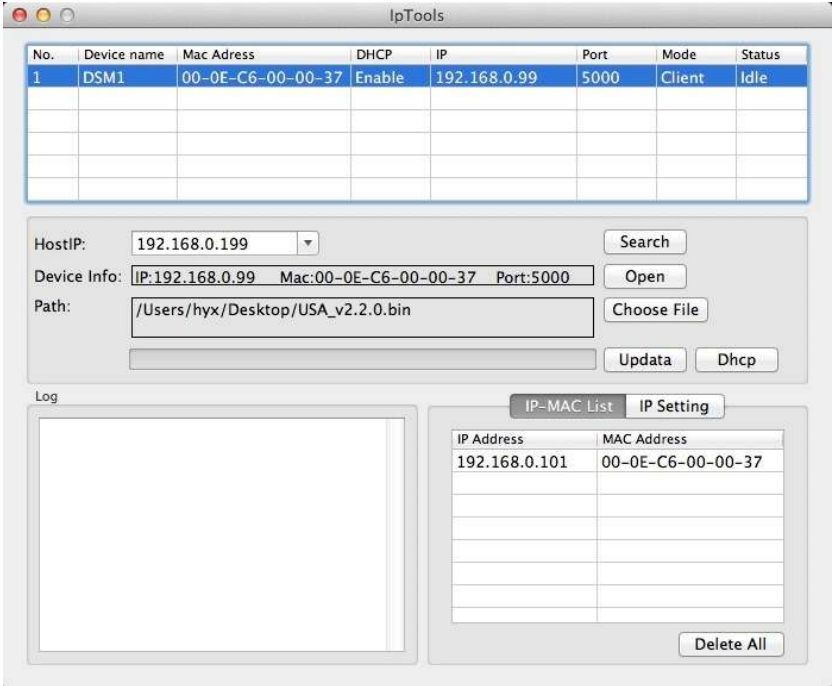 IpTools
No. Device name Mac Adress DHCP IP Port Mode Status
1 DSM1 00-0E-C6-00-00-37 Enable 192.168.0.99 5000 Client Idle
HostIP: 192.168.0.199 Search
Device Info: IP:192.168.0.99 Mac:00-0E-C6-00-00-37 Port:5000 Open
Path: /Users/hyx/Desktop/USA_v2.2.0.bin Choose File
Updata Dhcp
Log
IP-MAC List IP Setting
IP Address MAC Address
192.168.0.101 00-0E-C6-00-00-37
Delete All